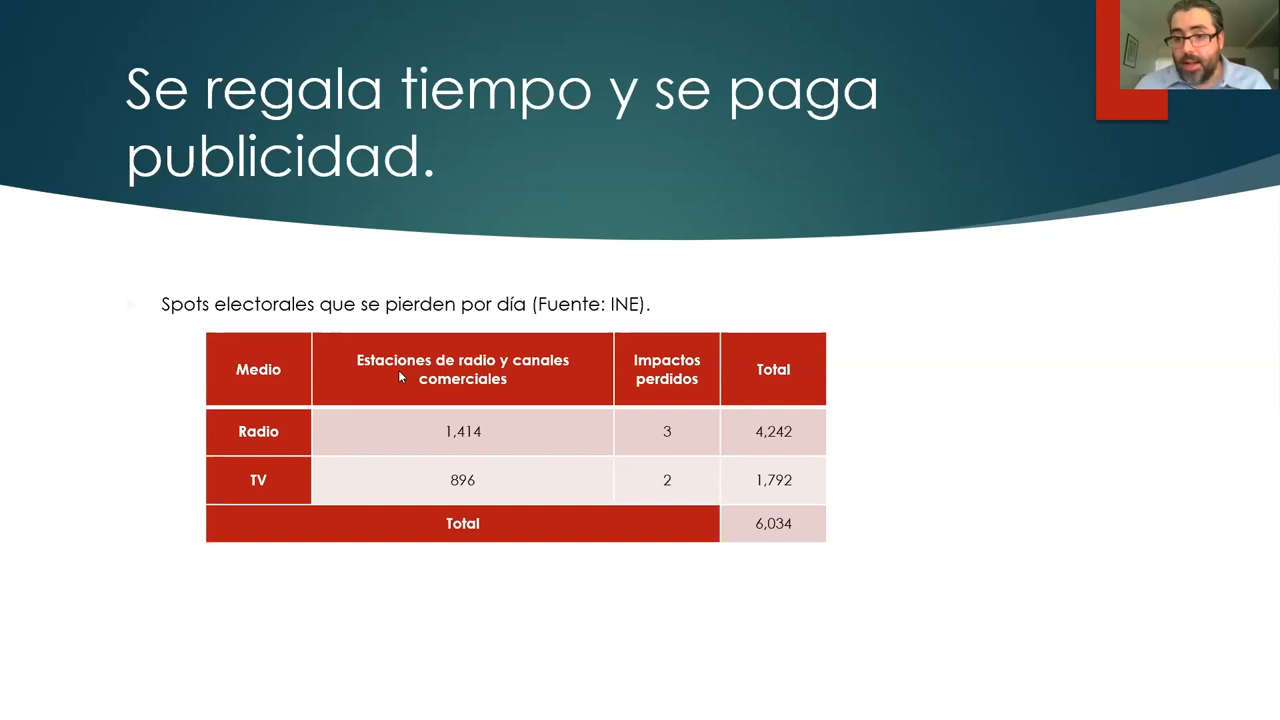 Se regala tiempo y se paga
publicidad.
Spots electorales que se pierden por día (Fuente: INE).
Medio
Estaciones de radio y canales
comerciales
Impactos
perdidos
Total
Radio
1,414
3
4,242
TV
896
2
1,792
Total
6,034